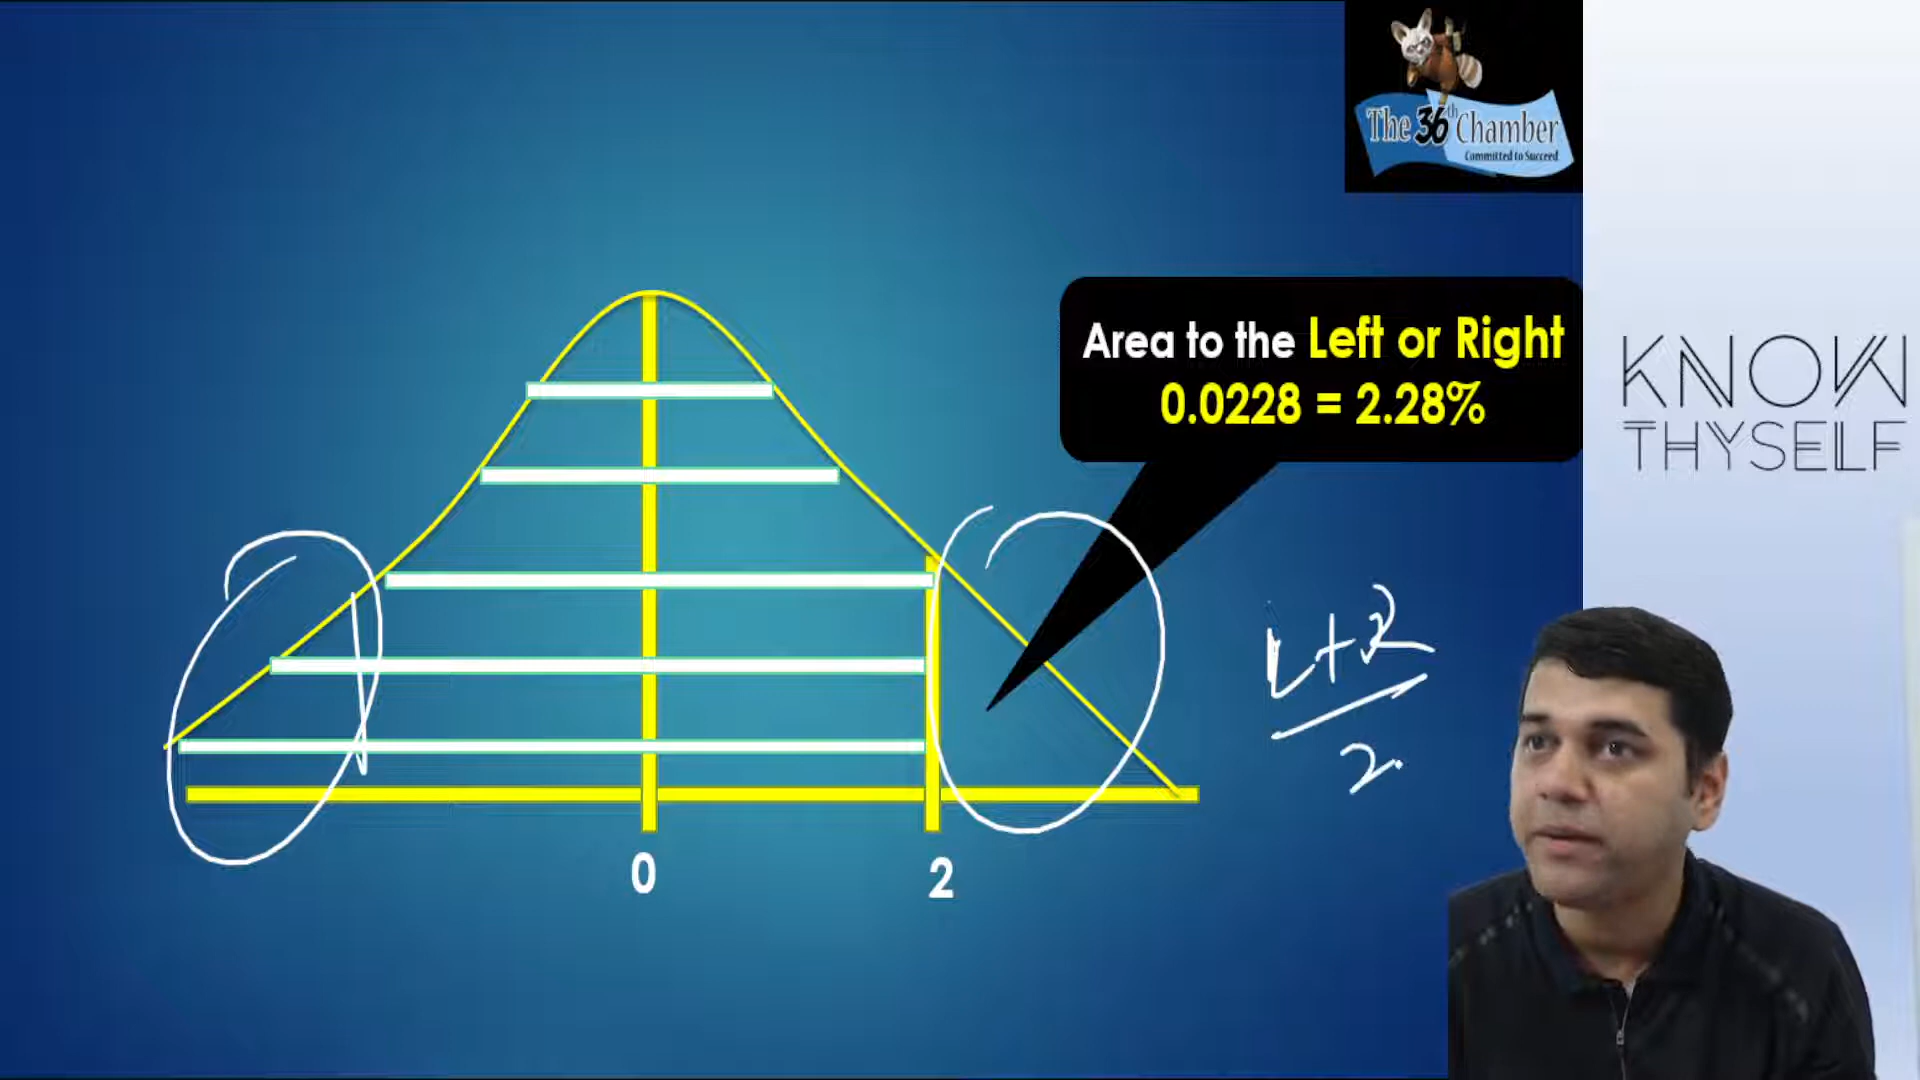 The 36th Chamber
Committed to Succeed
Area to the Left or Right
0.0228 = 2.28%
KNOW
THYSELF
L+R
2
0
2